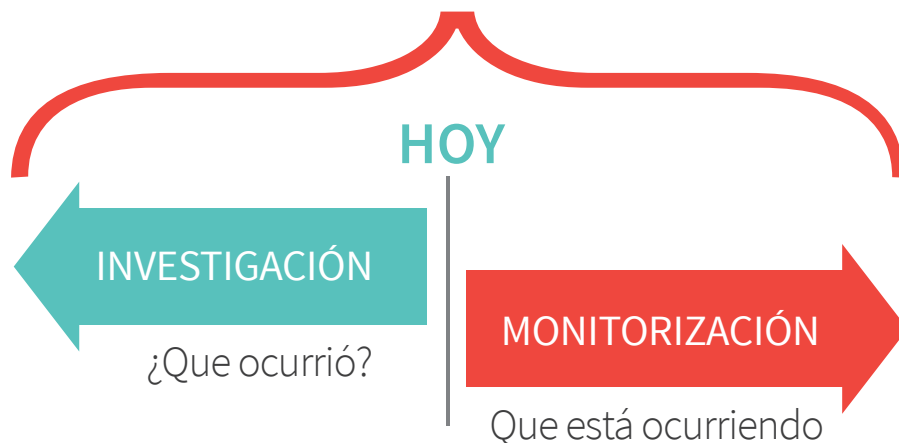 HOY
INVESTIGACIÓN
¿Que ocurrió?
MONITORIZACIÓN
Que está ocurriendo